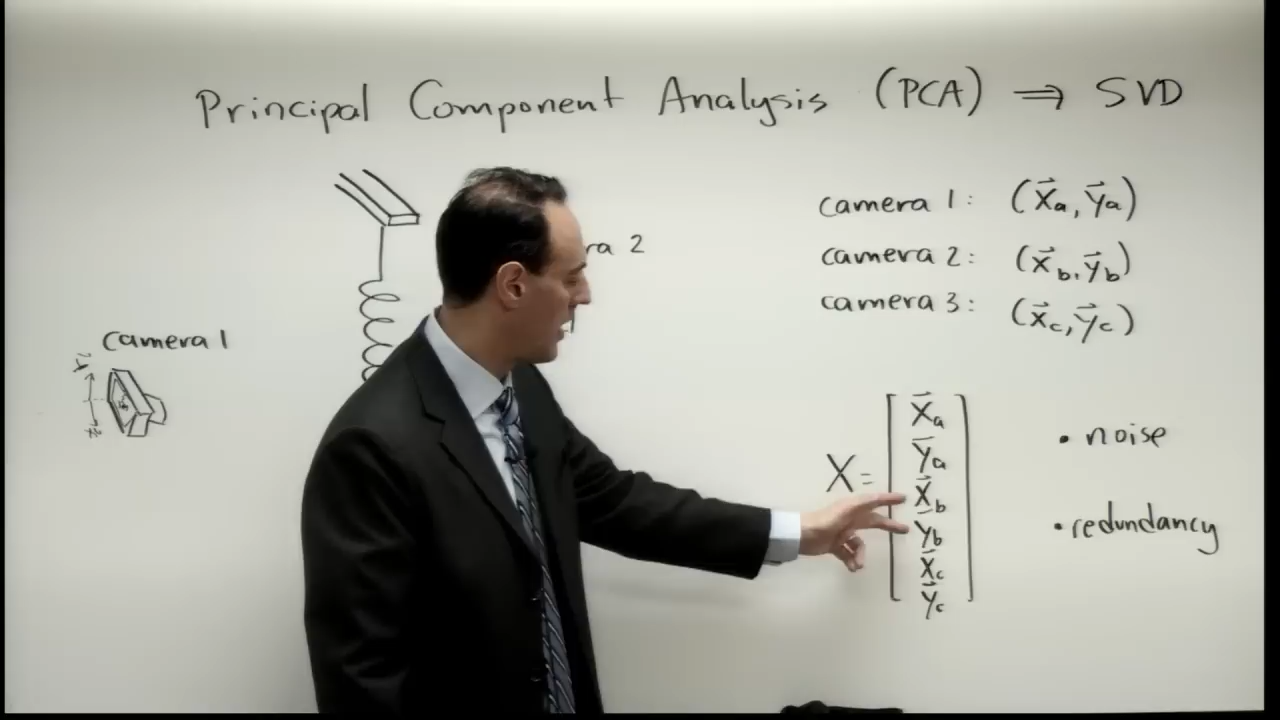 Principal Component Analysis (PCA) ⇒ SVD
camera 1: (x⃗a, y⃗a)
ra 2
camera 2: (x⃗b, y⃗b)
camera 3: (x⃗c, y⃗c)
camera 1
X =
x⃗a
y⃗a
x⃗b
y⃗b
x⃗c
y⃗c
• noise
• redundancy